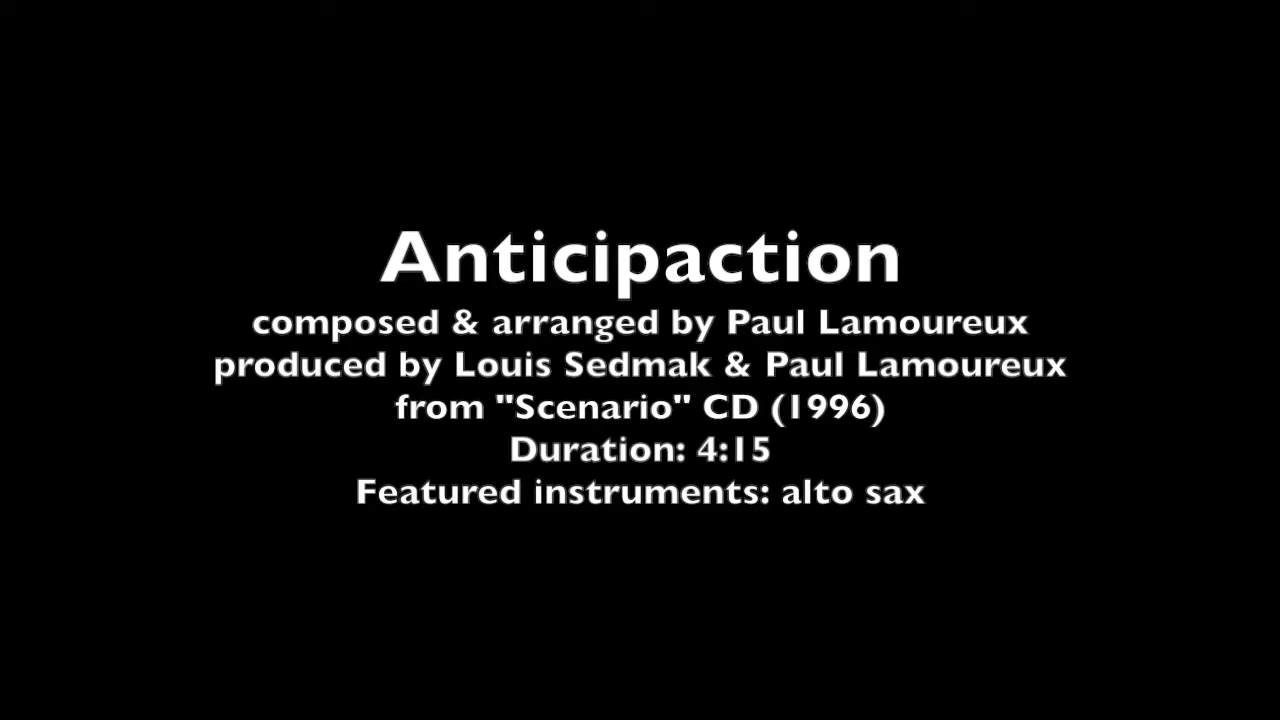 Anticipaction
composed & arranged by Paul Lamoureux
produced by Louis Sedmak & Paul Lamoureux
from "Scenario" CD (1996)
Duration: 4:15
Featured instruments: alto sax